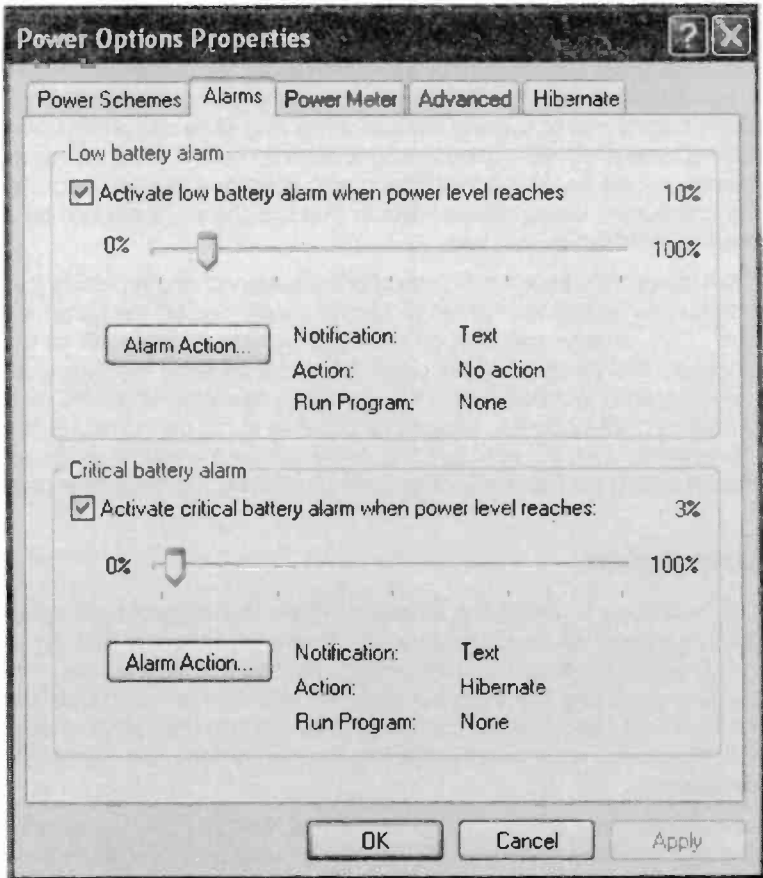 Power Options Properties
Power Schemes Alarms Power Meter Advanced Hibernate
Low battery alarm
Activate low battery alarm when power level reaches 10%
0% 100%
Alarm Action...
Notification: Text
Action: No action
Run Program: None
Critical battery alarm
Activate critical battery alarm when power level reaches: 3%
0% 100%
Alarm Action...
Notification: Text
Action: Hibernate
Run Program: None
OK Cancel Apply